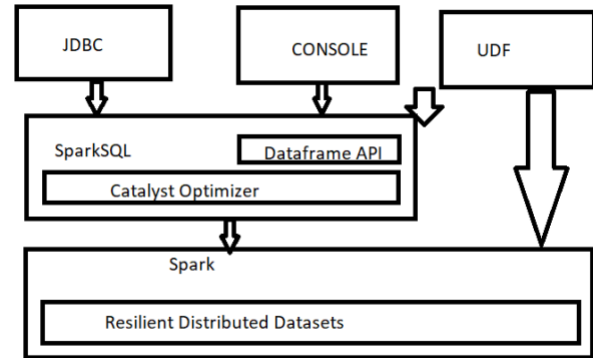 JDBC
CONSOLE
UDF
SparkSQL
Dataframe API
Catalyst Optimizer
Spark
Resilient Distributed Datasets